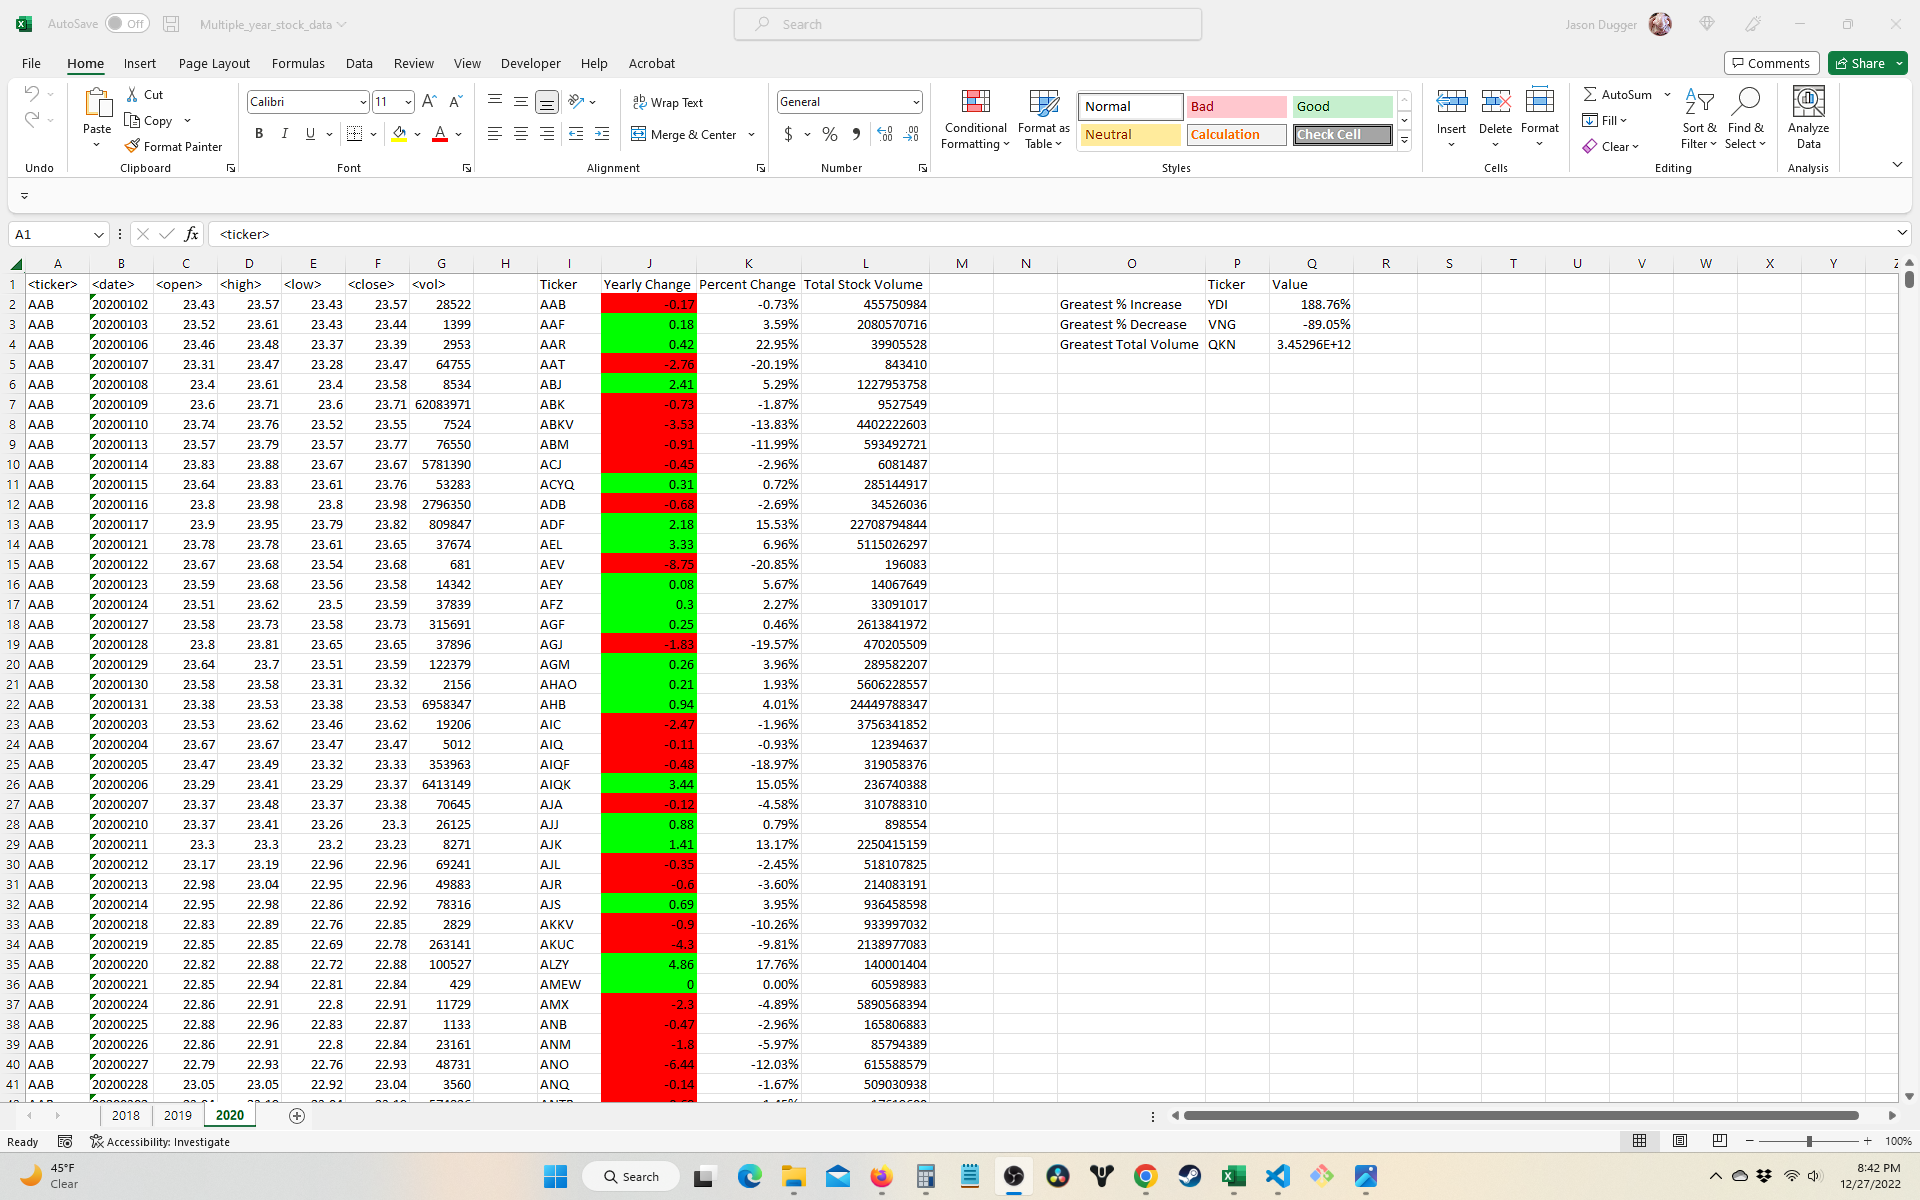 AutoSave Off Multiple_year_stock_data Search Jason Dugger
File Home Insert Page Layout Formulas Data Review View Developer Help Acrobat Comments Share
Paste Cut Copy Format Painter
Calibri 11 B I U
Wrap Text Merge & Center
General $ % ,
Conditional Formatting Format as Table
Normal Bad Good
Neutral Calculation Check Cell
Insert Delete Format
AutoSum Fill Clear Sort & Filter Find & Select Analyze Data
Undo Clipboard Font Alignment Number Styles Cells Editing Analysis
A1 fx <ticker>
A B C D E F G H I J K L M N O P Q R S T U V W X Y Z
1 <ticker> <date> <open> <high> <low> <close> <vol> Ticker Yearly Change Percent Change Total Stock Volume Ticker Value
2 AAB 20200102 23.43 23.57 23.43 23.57 28522 AAB -0.17 -0.73% 455750984 Greatest % Increase YDI 188.76%
3 AAB 20200103 23.52 23.61 23.43 23.44 1399 AAF 0.18 3.59% 2080570716 Greatest % Decrease VNG -89.05%
4 AAB 20200106 23.46 23.48 23.37 23.39 2953 AAR 0.42 22.95% 39905528 Greatest Total Volume QKN 3.45296E+12
5 AAB 20200107 23.31 23.47 23.28 23.47 64755 AAT -2.76 -20.19% 843410
6 AAB 20200108 23.4 23.61 23.4 23.58 8534 ABJ 2.41 5.29% 1227953758
7 AAB 20200109 23.6 23.71 23.6 23.71 62083971 ABK -0.73 -1.87% 9527549
8 AAB 20200110 23.74 23.76 23.52 23.55 7524 ABKV -3.53 -13.83% 4402222603
9 AAB 20200113 23.57 23.79 23.57 23.77 76550 ABM -0.91 -11.99% 593492721
10 AAB 20200114 23.83 23.88 23.67 23.67 5781390 ACJ -0.45 -2.96% 6081487
11 AAB 20200115 23.64 23.83 23.61 23.76 53283 ACYQ 0.31 0.72% 285144917
12 AAB 20200116 23.8 23.98 23.8 23.98 2796350 ADB -0.68 -2.69% 34526036
13 AAB 20200117 23.9 23.95 23.79 23.82 809847 ADF 2.18 15.53% 22708794844
14 AAB 20200121 23.78 23.78 23.61 23.65 37674 AEL 3.33 6.96% 5115026297
15 AAB 20200122 23.67 23.68 23.54 23.68 681 AEV -8.75 -20.85% 196083
16 AAB 20200123 23.59 23.68 23.56 23.58 14342 AEY 0.08 5.67% 14067649
17 AAB 20200124 23.51 23.62 23.5 23.59 37839 AFZ 0.3 2.27% 33091017
18 AAB 20200127 23.58 23.73 23.58 23.73 315691 AGF 0.25 0.46% 2613841972
19 AAB 20200128 23.8 23.81 23.65 23.65 37896 AGJ -1.83 -19.57% 470205509
20 AAB 20200129 23.64 23.7 23.51 23.59 122379 AGM 0.26 3.96% 289582207
21 AAB 20200130 23.58 23.58 23.31 23.32 2156 AHAO 0.21 1.93% 5606228557
22 AAB 20200131 23.38 23.53 23.38 23.53 6958347 AHB 0.94 4.01% 24449788347
23 AAB 20200203 23.53 23.62 23.46 23.62 19206 AIC -2.47 -1.96% 3756341852
24 AAB 20200204 23.67 23.67 23.47 23.47 5012 AIQ -0.11 -0.93% 12394637
25 AAB 20200205 23.47 23.49 23.32 23.33 353963 AIQF -0.48 -18.97% 319058376
26 AAB 20200206 23.29 23.41 23.29 23.37 6413149 AIQK 3.44 15.05% 236740388
27 AAB 20200207 23.37 23.48 23.37 23.38 70645 AJA -0.12 -4.58% 310788310
28 AAB 20200210 23.37 23.41 23.26 23.3 26125 AJJ 0.88 0.79% 898554
29 AAB 20200211 23.3 23.3 23.2 23.23 8271 AJK 1.41 13.17% 2250415159
30 AAB 20200212 23.17 23.19 22.96 22.96 69241 AJL -0.35 -2.45% 518107825
31 AAB 20200213 22.98 23.04 22.95 22.96 49883 AJR -0.6 -3.60% 214083191
32 AAB 20200214 22.95 22.98 22.86 22.92 78316 AJS 0.69 3.95% 936458598
33 AAB 20200218 22.83 22.89 22.76 22.85 2829 AKKV -0.9 -10.26% 933997032
34 AAB 20200219 22.85 22.85 22.69 22.78 263141 AKUC -4.3 -9.81% 2138977083
35 AAB 20200220 22.82 22.88 22.72 22.88 100527 ALZY 4.86 17.76% 140001404
36 AAB 20200221 22.85 22.94 22.81 22.84 429 AMEW 0 0.00% 60598983
37 AAB 20200224 22.86 22.91 22.8 22.91 11729 AMX -2.3 -4.89% 5890568394
38 AAB 20200225 22.88 22.96 22.83 22.87 1133 ANB -0.47 -2.96% 165806883
39 AAB 20200226 22.86 22.91 22.8 22.84 23161 ANM -1.8 -5.97% 85794389
40 AAB 20200227 22.79 22.93 22.76 22.93 48731 ANO -6.44 -12.03% 615588579
41 AAB 20200228 23.05 23.05 22.92 23.04 3560 ANQ -0.14 -1.67% 509030938
2018 2019 2020
Ready Accessibility: Investigate 100%
45°F
Clear
Search
8:42 PM
12/27/2022